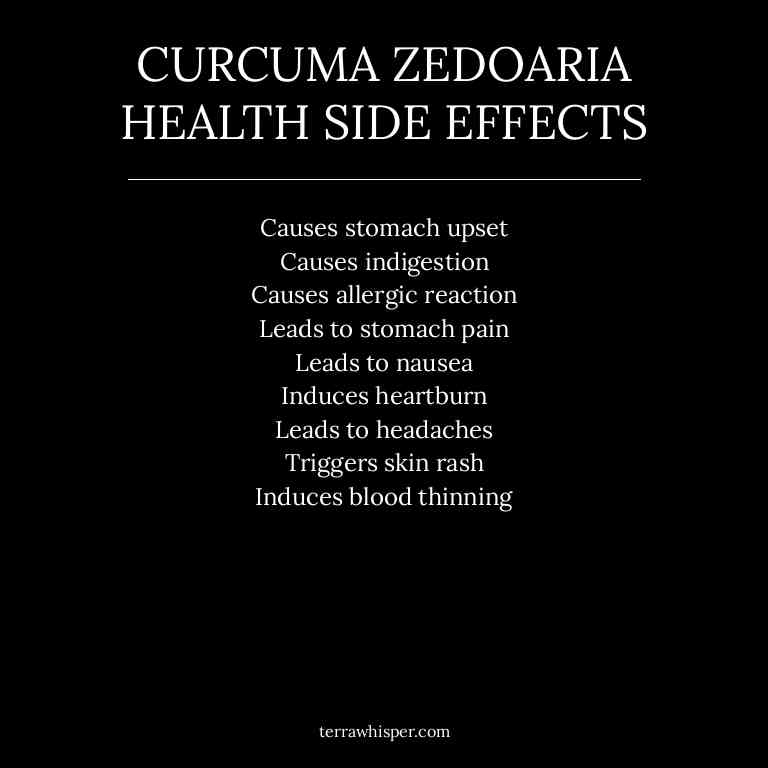 CURCUMA ZEDOARIA
HEALTH SIDE EFFECTS
Causes stomach upset
Causes indigestion
Causes allergic reaction
Leads to stomach pain
Leads to nausea
Induces heartburn
Leads to headaches
Triggers skin rash
Induces blood thinning
terrawhisper.com